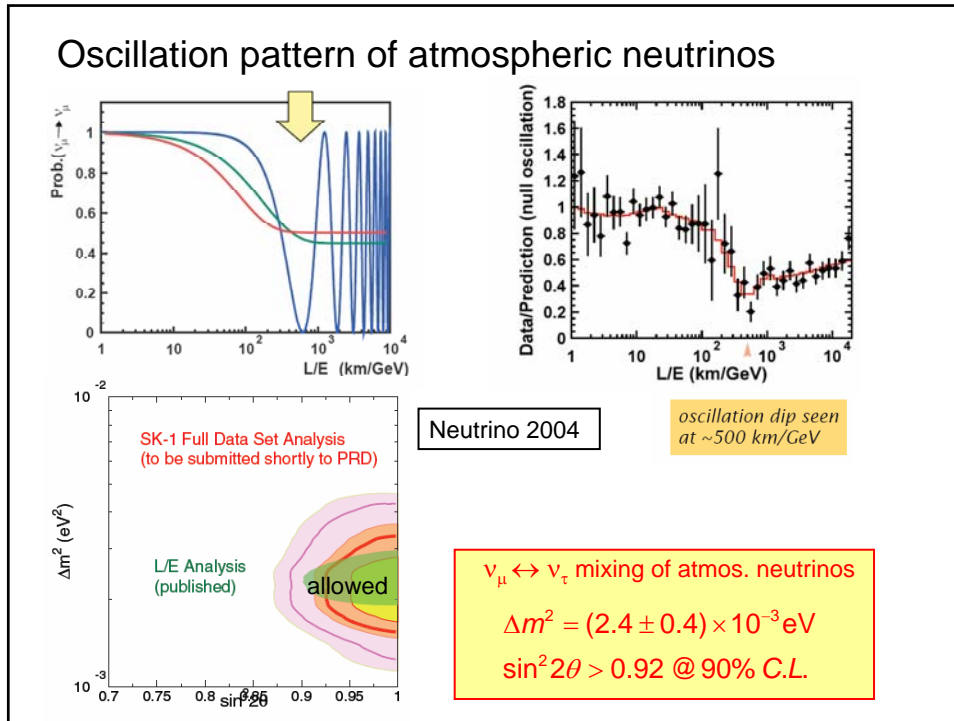 Oscillation pattern of atmospheric neutrinos
Prob.(νμ → νμ)
1
0.8
0.6
0.4
0.2
0
1 10 10² 10³ 10⁴
L/E (km/GeV)
Data/Prediction (null oscillation)
1.8
1.6
1.4
1.2
1
0.8
0.6
0.4
0.2
0
1 10 10² 10³ 10⁴
L/E (km/GeV)
oscillation dip seen
at ~500 km/GeV
Neutrino 2004
Δm² (eV²)
10⁻²
10⁻³
SK-1 Full Data Set Analysis
(to be submitted shortly to PRD)
L/E Analysis
(published)
allowed
0.7 0.75 0.8 0.85 0.9 0.95 1
sin²2θ
νμ ↔ ντ mixing of atmos. neutrinos
Δm² = (2.4 ± 0.4) × 10⁻³ eV
sin² 2θ > 0.92 @ 90% C.L.